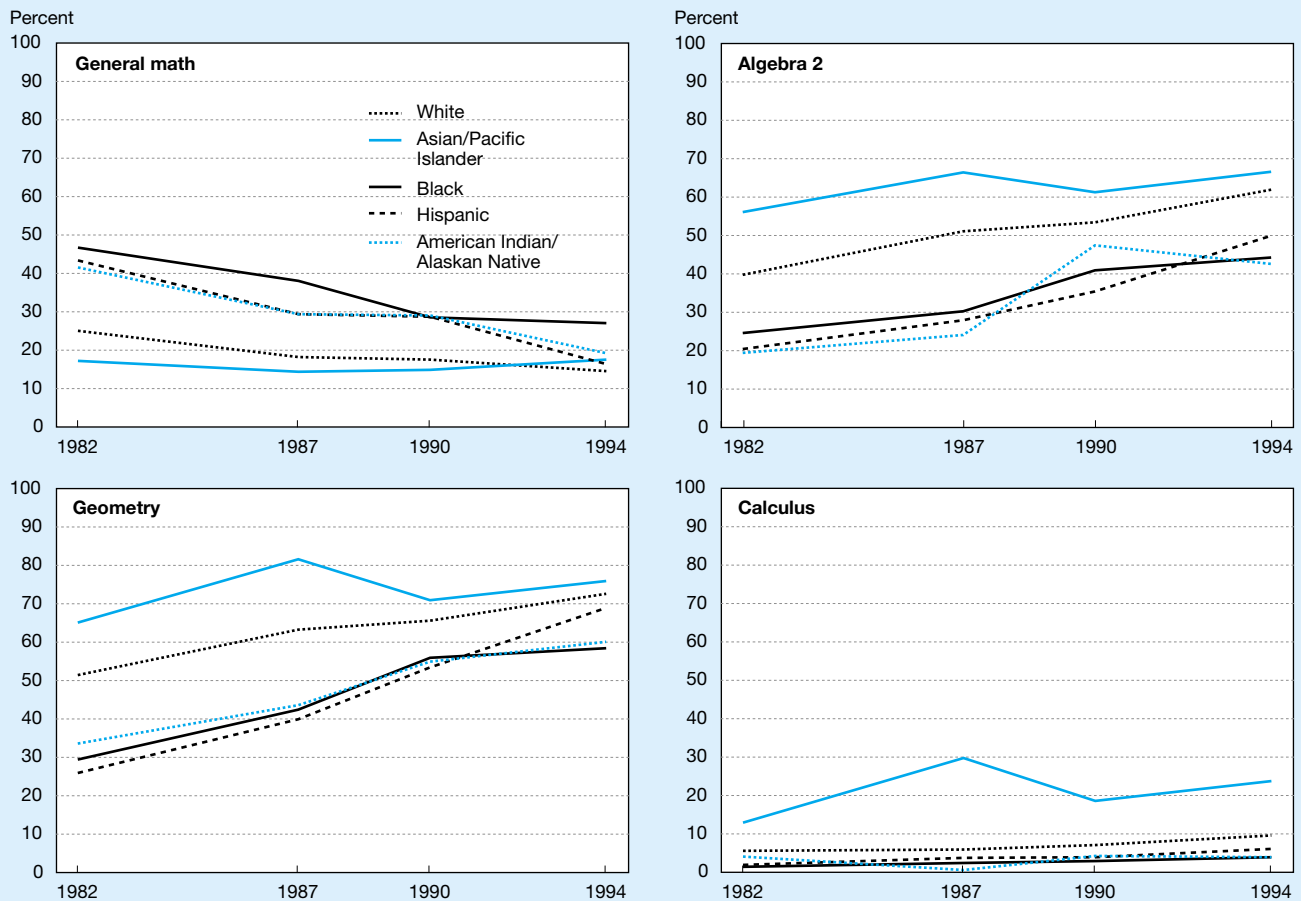 Percent
100
90
80
70
60
50
40
30
20
10
0
General math
White
Asian/Pacific
Islander
Black
Hispanic
American Indian/
Alaskan Native
1982 1987 1990 1994
Percent
100
90
80
70
60
50
40
30
20
10
0
Algebra 2
1982 1987 1990 1994
100
90
80
70
60
50
40
30
20
10
0
Geometry
1982 1987 1990 1994
100
90
80
70
60
50
40
30
20
10
0
Calculus
1982 1987 1990 1994